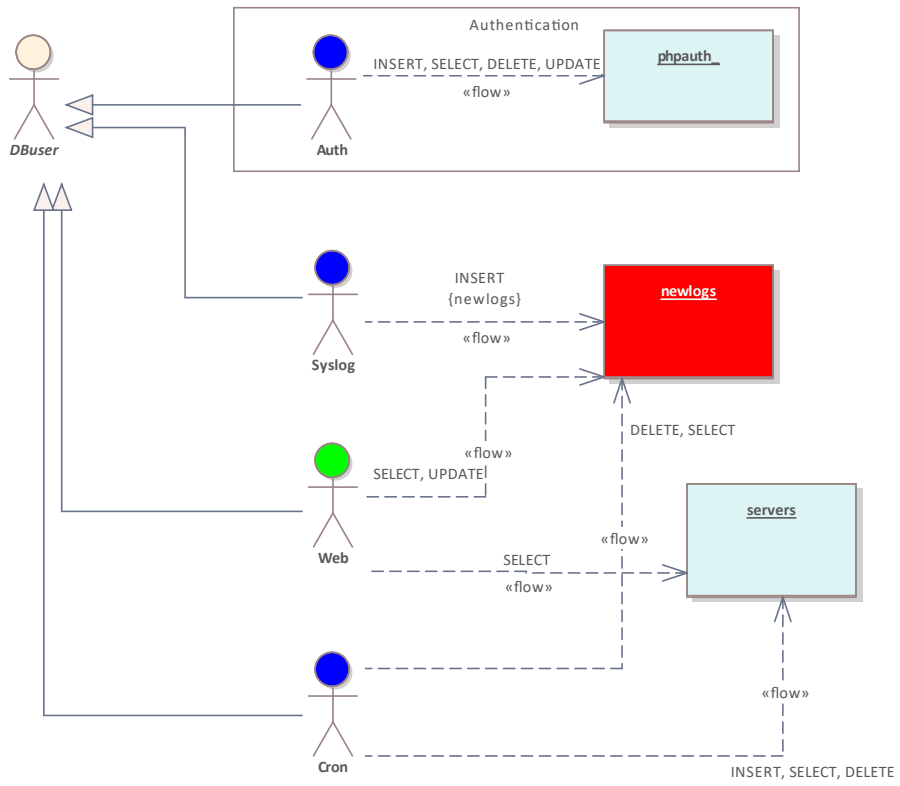 Authentication
phpauth_
INSERT, SELECT, DELETE, UPDATE
«flow»
DBuser
Auth
INSERT
{newlogs}
newlogs
«flow»
Syslog
DELETE, SELECT
«flow»
SELECT, UPDATE
servers
«flow»
Web
SELECT
«flow»
«flow»
Cron
INSERT, SELECT, DELETE